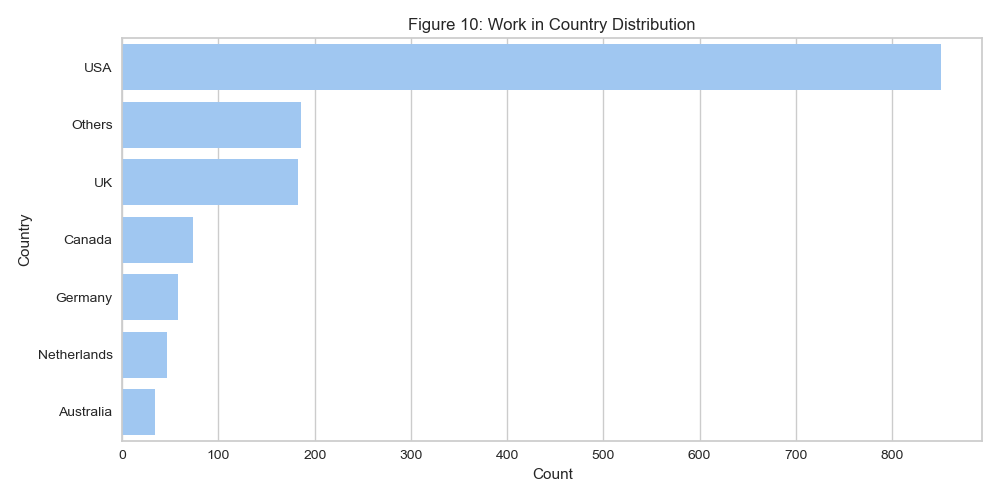 Figure 10: Work in Country Distribution
Country
USA
Others
UK
Canada
Germany
Netherlands
Australia
0 100 200 300 400 500 600 700 800
Count